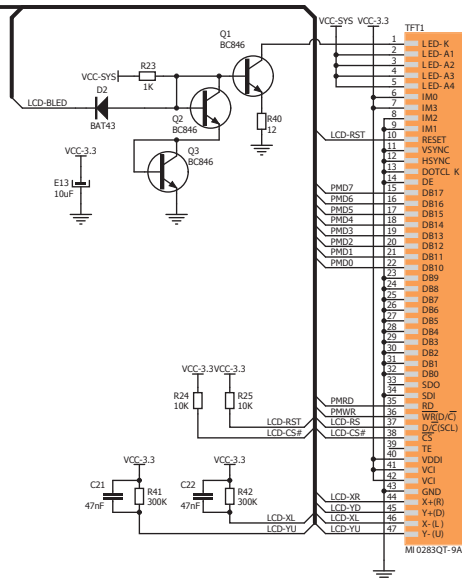 VCC-SYS VCC-3.3
TFT1
Q1
BC846
VCC-SYS
R23
1K
D2
LCD-BLED
BAT43
Q2
BC846
R40
12
Q3
BC846
VCC-3.3
E13
10uF
LCD-RST
PMD7
PMD6
PMD5
PMD4
PMD3
PMD2
PMD1
PMD0
1 LED-K
2 LED-A1
3 LED-A2
4 LED-A3
5 LED-A4
6 IM0
7 IM3
8 IM2
9 IM1
10 RESET
11 VSYNC
12 HSYNC
13 DOTCLK
14 DE
15 DB17
16 DB16
17 DB15
18 DB14
19 DB13
20 DB12
21 DB11
22 DB10
23 DB9
24 DB8
25 DB7
26 DB6
27 DB5
28 DB4
29 DB3
30 DB2
31 DB1
32 DB0
33 SDO
34 SDI
35 RD
36 WR(D/C)
37 D/C(SCL)
38 CS
39 TE
40 VDDI
41 VCI
42 VCI
43 GND
44 X+(R)
45 Y+(D)
46 X-(L)
47 Y-(U)
MI0283QT-9A
VCC-3.3 VCC-3.3
R24
10K
R25
10K
LCD-RST
LCD-CS#
PMRD
PMWR
LCD-RS
LCD-CS#
VCC-3.3
VCC-3.3
C21
47nF
R41
300K
C22
47nF
R42
300K
LCD-XL
LCD-YU
LCD-XR
LCD-YD
LCD-XL
LCD-YU